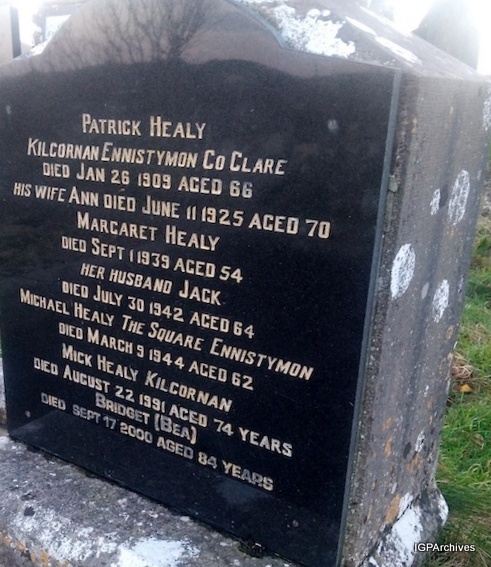 PATRICK HEALY
KILCORNAN ENNISTYMON CO CLARE
DIED JAN 26 1909 AGED 66
HIS WIFE ANN DIED JUNE 11 1925 AGED 70
MARGARET HEALY
DIED SEPT 1 1939 AGED 54
HER HUSBAND JACK
DIED JULY 30 1942 AGED 64
MICHAEL HEALY THE SQUARE ENNISTYMON
DIED MARCH 9 1944 AGED 62
MICK HEALY KILCORNAN
DIED AUGUST 22 1991 AGED 74 YEARS
BRIDGET (BEA)
DIED SEPT 17 2000 AGED 84 YEARS
IGPArchives